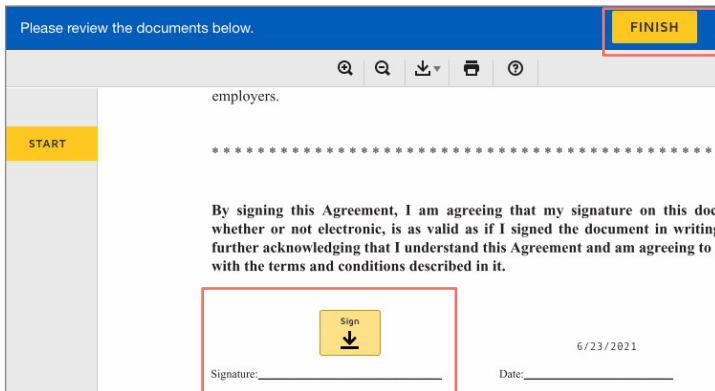 Please review the documents below.
FINISH
employers.
START
* * * * * * * * * * * * * * * * * * * * * * * * * * * * * * * * * * * * * * * * * * * *
By signing this Agreement, I am agreeing that my signature on this
whether or not electronic, is as valid as if I signed the document in writing
further acknowledging that I understand this Agreement and am agreeing to
with the terms and conditions described in it.
Sign
6/23/2021
Signature:
Date: